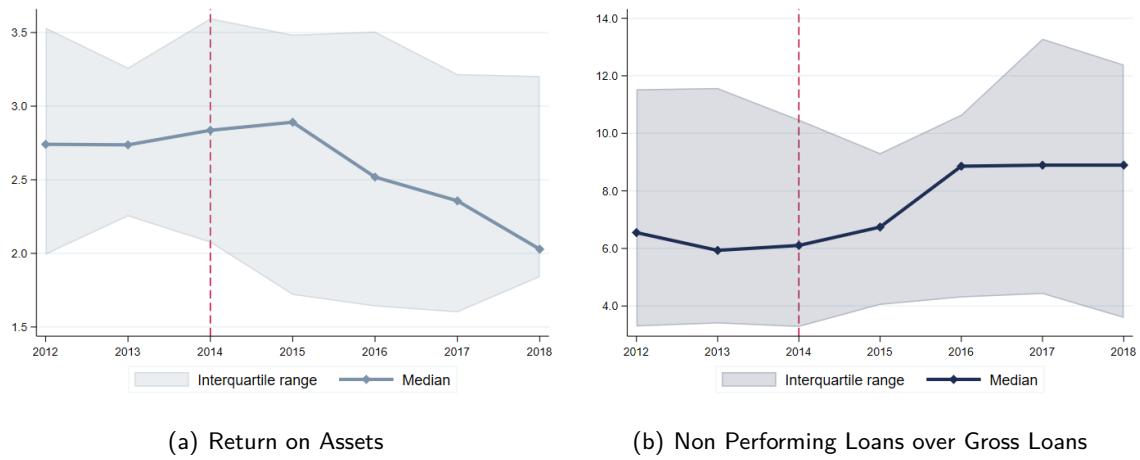 3.5
3.0
2.5
2.0
1.5
2012 2013 2014 2015 2016 2017 2018
Interquartile range Median
(a) Return on Assets
14.0
12.0
10.0
8.0
6.0
4.0
2012 2013 2014 2015 2016 2017 2018
Interquartile range Median
(b) Non Performing Loans over Gross Loans